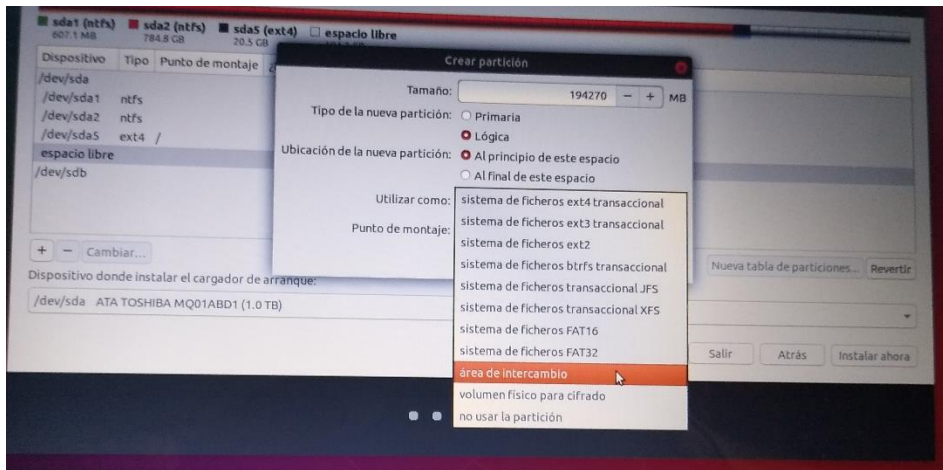 sda1 (ntfs) sda2 (ntfs) sda5 (ext4) espacio libre
607.1 MB 784.8 GB 20.5 GB
Crear partición
Dispositivo Tipo Punto de montaje
/dev/sda
/dev/sda1 ntfs
/dev/sda2 ntfs
/dev/sda5 ext4 /
espacio libre
/dev/sdb
Tamaño: 194270 − + MB
Tipo de la nueva partición: Primaria
Lógica
Ubicación de la nueva partición: Al principio de este espacio
Al final de este espacio
Utilizar como: sistema de ficheros ext4 transaccional
sistema de ficheros ext3 transaccional
Punto de montaje:
sistema de ficheros ext2
sistema de ficheros btrfs transaccional
sistema de ficheros transaccional JFS
sistema de ficheros transaccional XFS
sistema de ficheros FAT16
sistema de ficheros FAT32
área de intercambio
volumen físico para cifrado
no usar la partición
+ − Cambiar...
Nueva tabla de particiones... Revertir
Dispositivo donde instalar el cargador de arranque:
/dev/sda ATA TOSHIBA MQ01ABD1 (1.0 TB)
Salir Atrás Instalar ahora